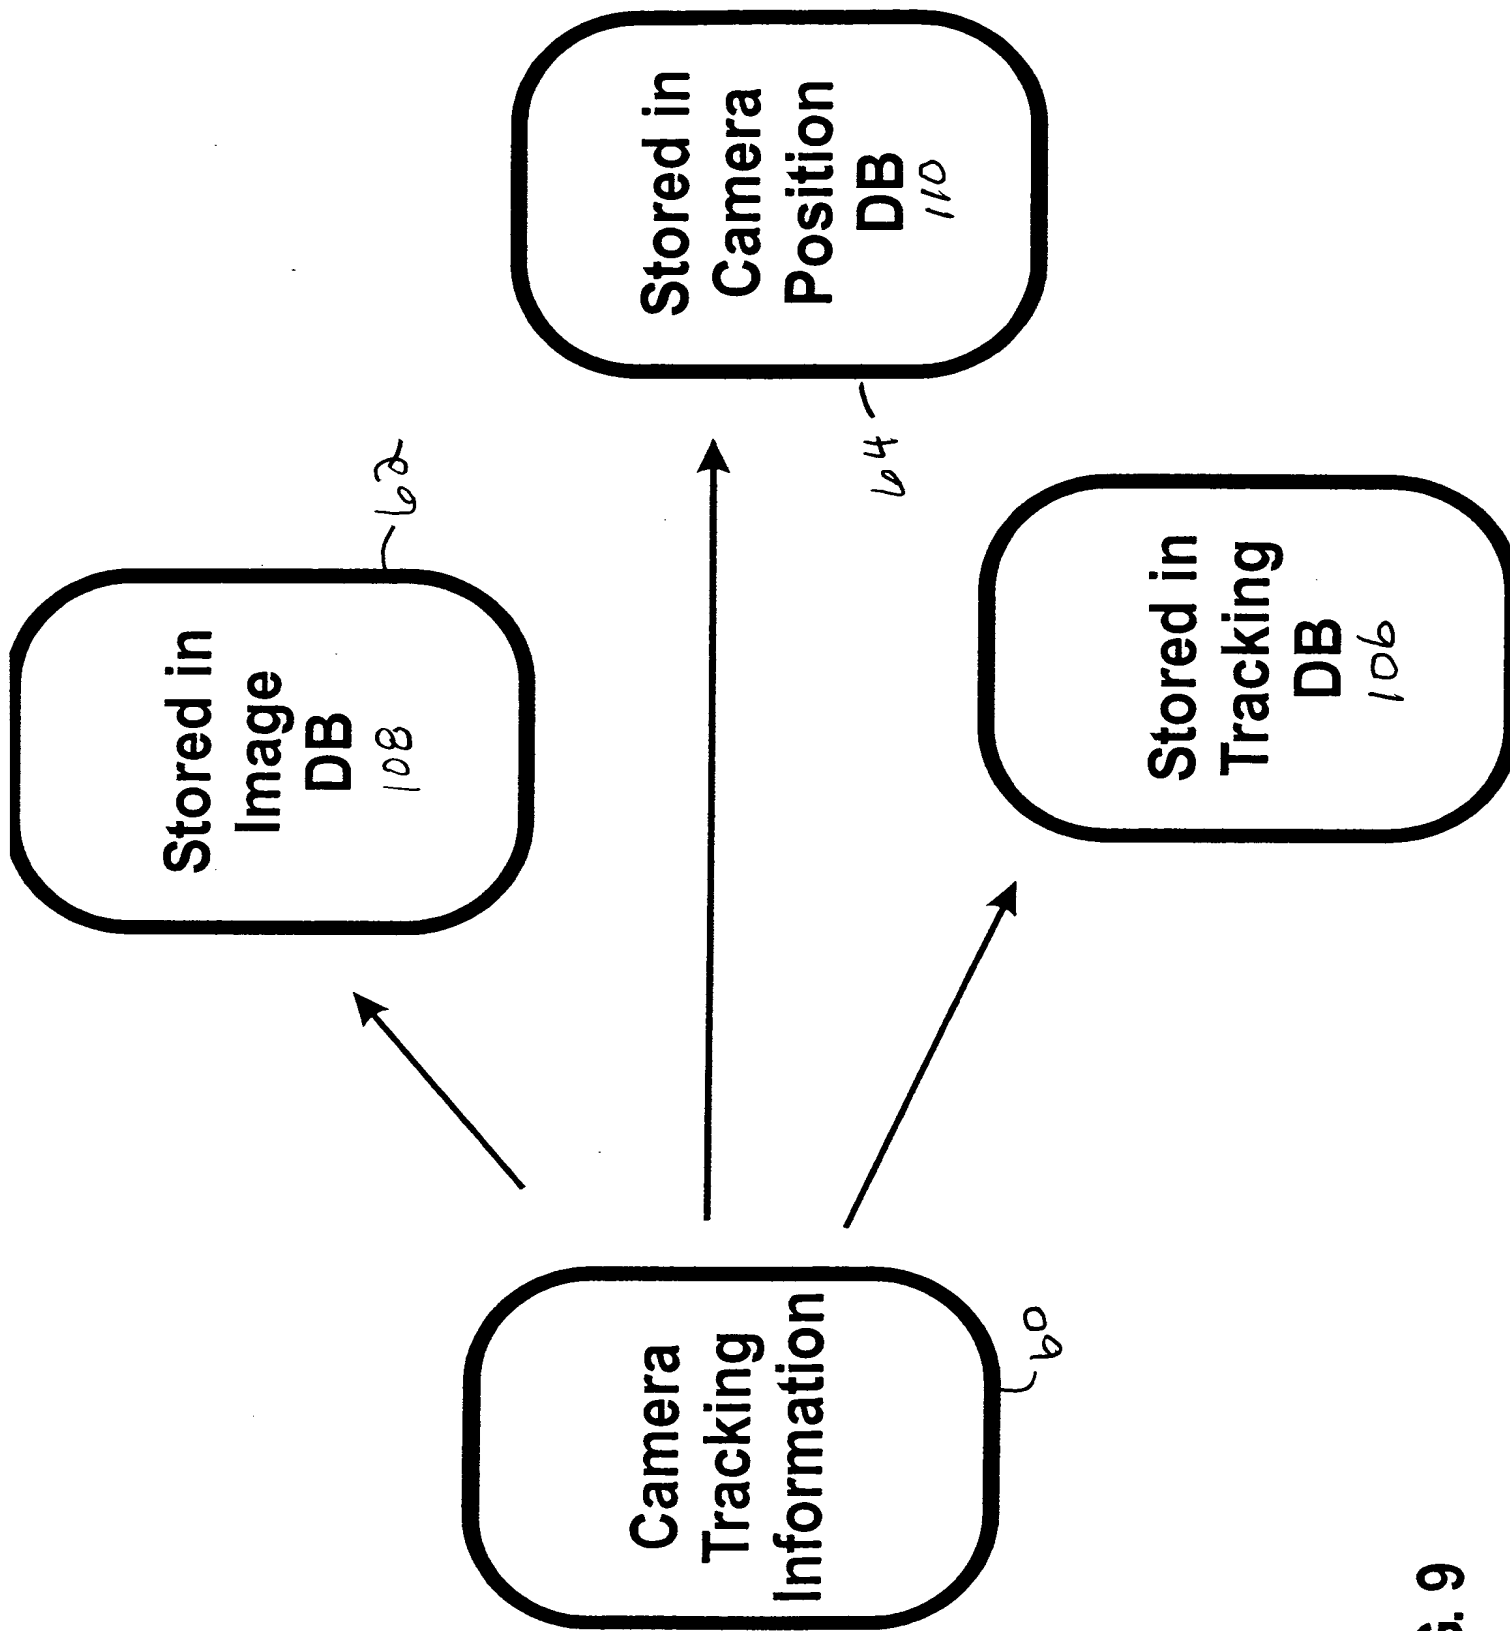 Camera
Tracking
Information
60
Stored in
Image
DB
108
62
Stored in
Camera
Position
DB
110
64
Stored in
Tracking
DB
106
9